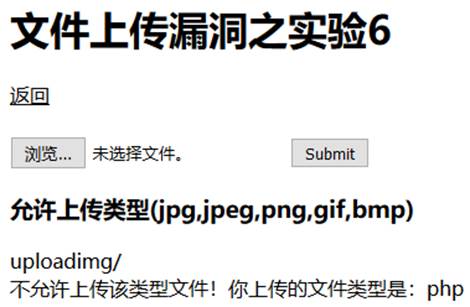 文件上传漏洞之实验6
返回
浏览... 未选择文件。 Submit
允许上传类型(jpg,jpeg,png,gif,bmp)
uploadimg/
不允许上传该类型文件！你上传的文件类型是：php